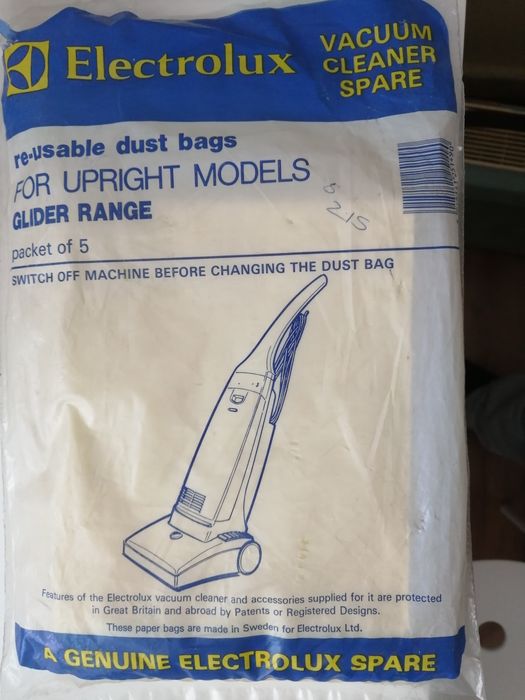 Electrolux
VACUUM
CLEANER
SPARE
re-usable dust bags
FOR UPRIGHT MODELS
GLIDER RANGE
packet of 5
SWITCH OFF MACHINE BEFORE CHANGING THE DUST BAG
Features of the Electrolux vacuum cleaner and accessories supplied for it are protected
in Great Britain and abroad by Patents or Registered Designs.
These paper bags are made in Sweden for Electrolux Ltd.
A GENUINE ELECTROLUX SPARE